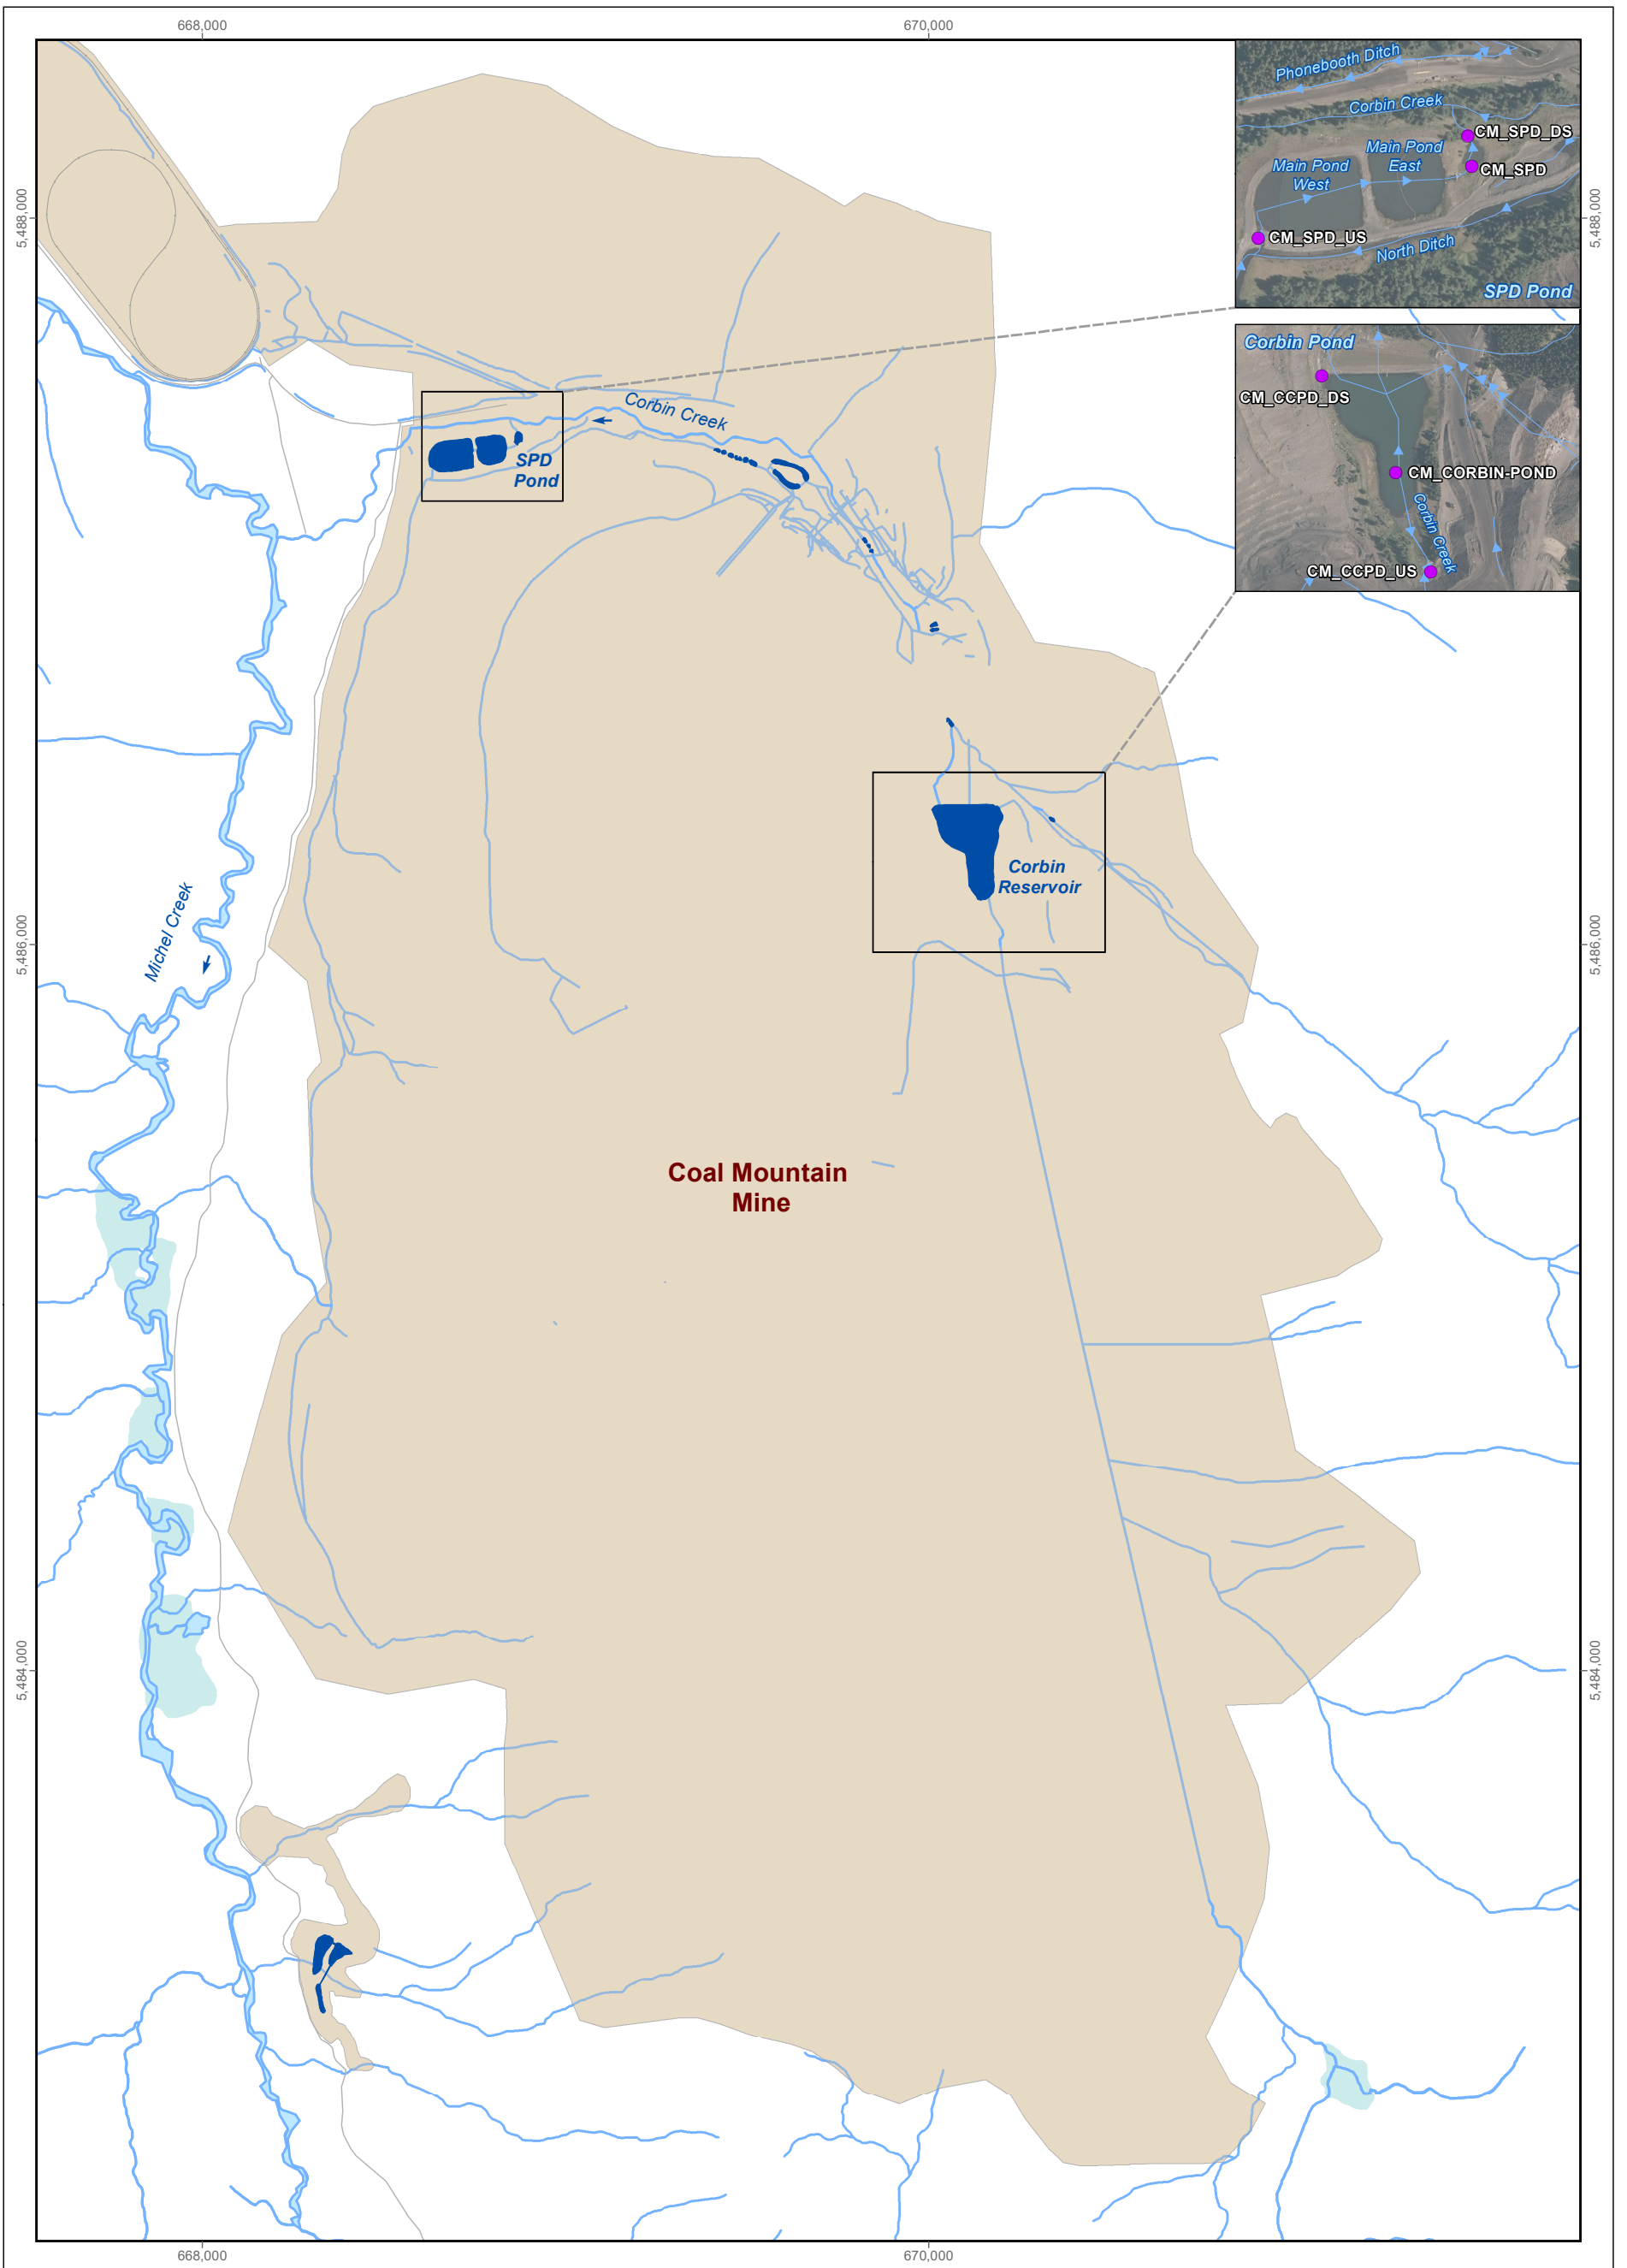 668,000
670,000
5,488,000
5,488,000
Phonebooth Ditch
Corbin Creek
CM_SPD_DS
Main Pond
East
Main Pond
West
CM_SPD
CM_SPD_US
North Ditch
SPD Pond
Corbin Pond
CM_CCPD_DS
CM_CORBIN-POND
Corbin Creek
CM_CCPD_US
Corbin Creek
SPD
Pond
Corbin
Reservoir
Michel Creek
5,486,000
5,486,000
Coal Mountain
Mine
5,484,000
5,484,000
668,000
670,000